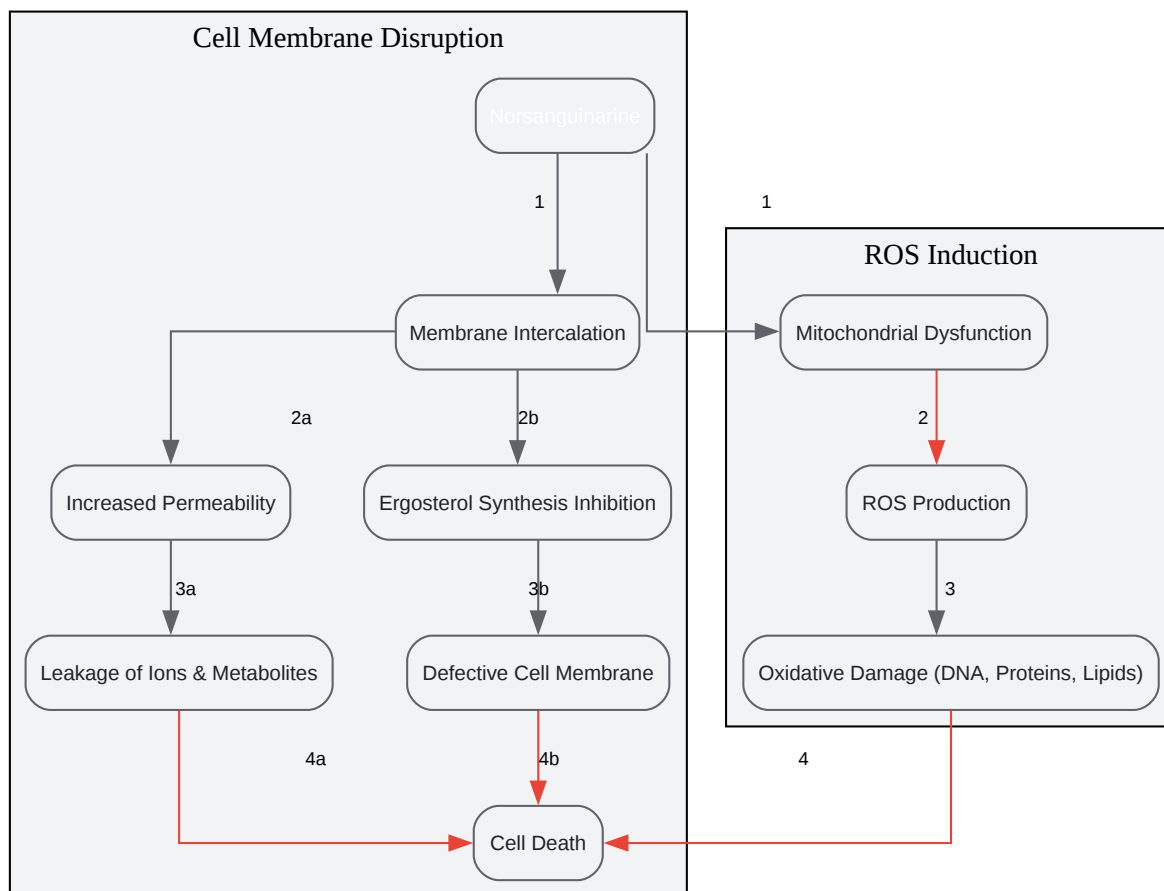 Cell Membrane Disruption
Norsanguinarine
1
1
ROS Induction
Membrane Intercalation
Mitochondrial Dysfunction
2a
2b
2
Increased Permeability
Ergosterol Synthesis Inhibition
ROS Production
3a
3b
3
Leakage of Ions & Metabolites
Defective Cell Membrane
Oxidative Damage (DNA, Proteins, Lipids)
4a
4b
4
Cell Death